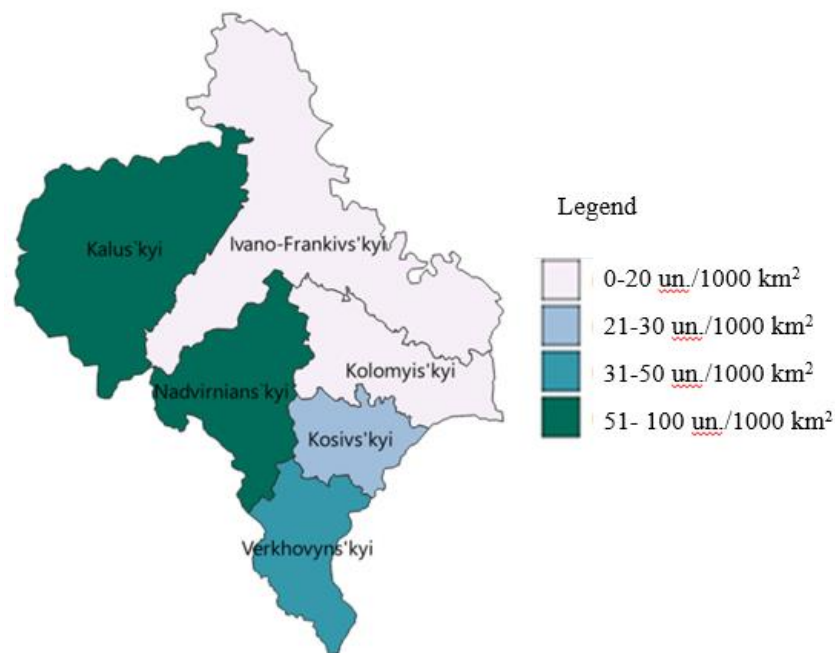 Kalus`kyi
Ivano-Frankivs'kyi
Nadvirnians`kyi
Kolomyis'kyi
Kosivs'kyi
Verkhovyns'kyi
Legend
0-20 un./1000 km²
21-30 un./1000 km²
31-50 un./1000 km²
51- 100 un./1000 km²